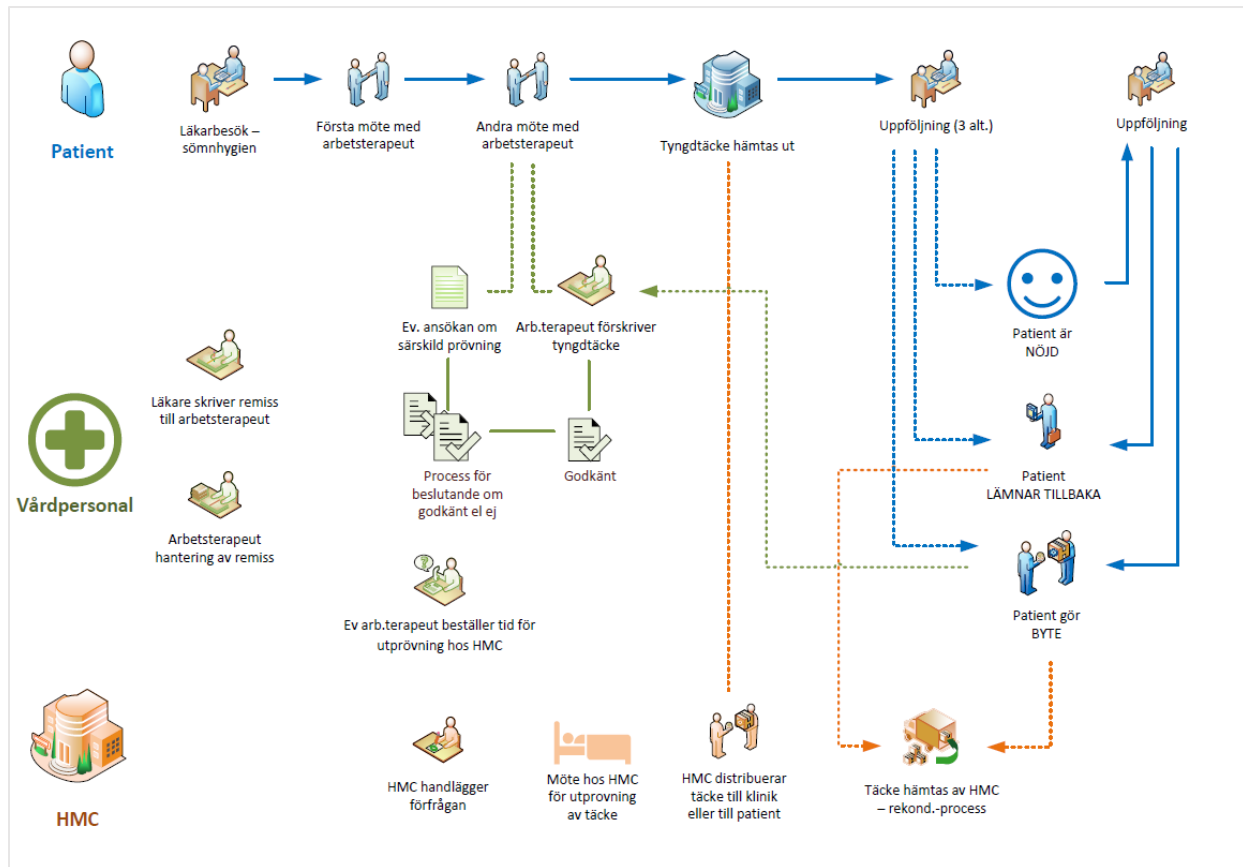 Patient
Läkarbesök –
sömnhygien
Första möte med
arbetsterapeut
Andra möte med
arbetsterapeut
Tyngdtäcke hämtas ut
Uppföljning (3 alt.)
Uppföljning
Patient är
NÖJD
Ev. ansökan om
särskild prövning
Arb.terapeut förskriver
tyngdtäcke
Vårdpersonal
Läkare skriver remiss
till arbetsterapeut
Arbetsterapeut
hantering av remiss
Process för
beslutande om
godkänt el ej
Godkänt
Patient
LÄMNAR TILLBAKA
Ev arb.terapeut beställer tid för
utprövning hos HMC
Patient gör
BYTE
HMC
HMC handlägger
förfrågan
Möte hos HMC
för utprovning
av täcke
HMC distribuerar
täcke till klinik
eller till patient
Täcke hämtas av HMC
– rekond.-process